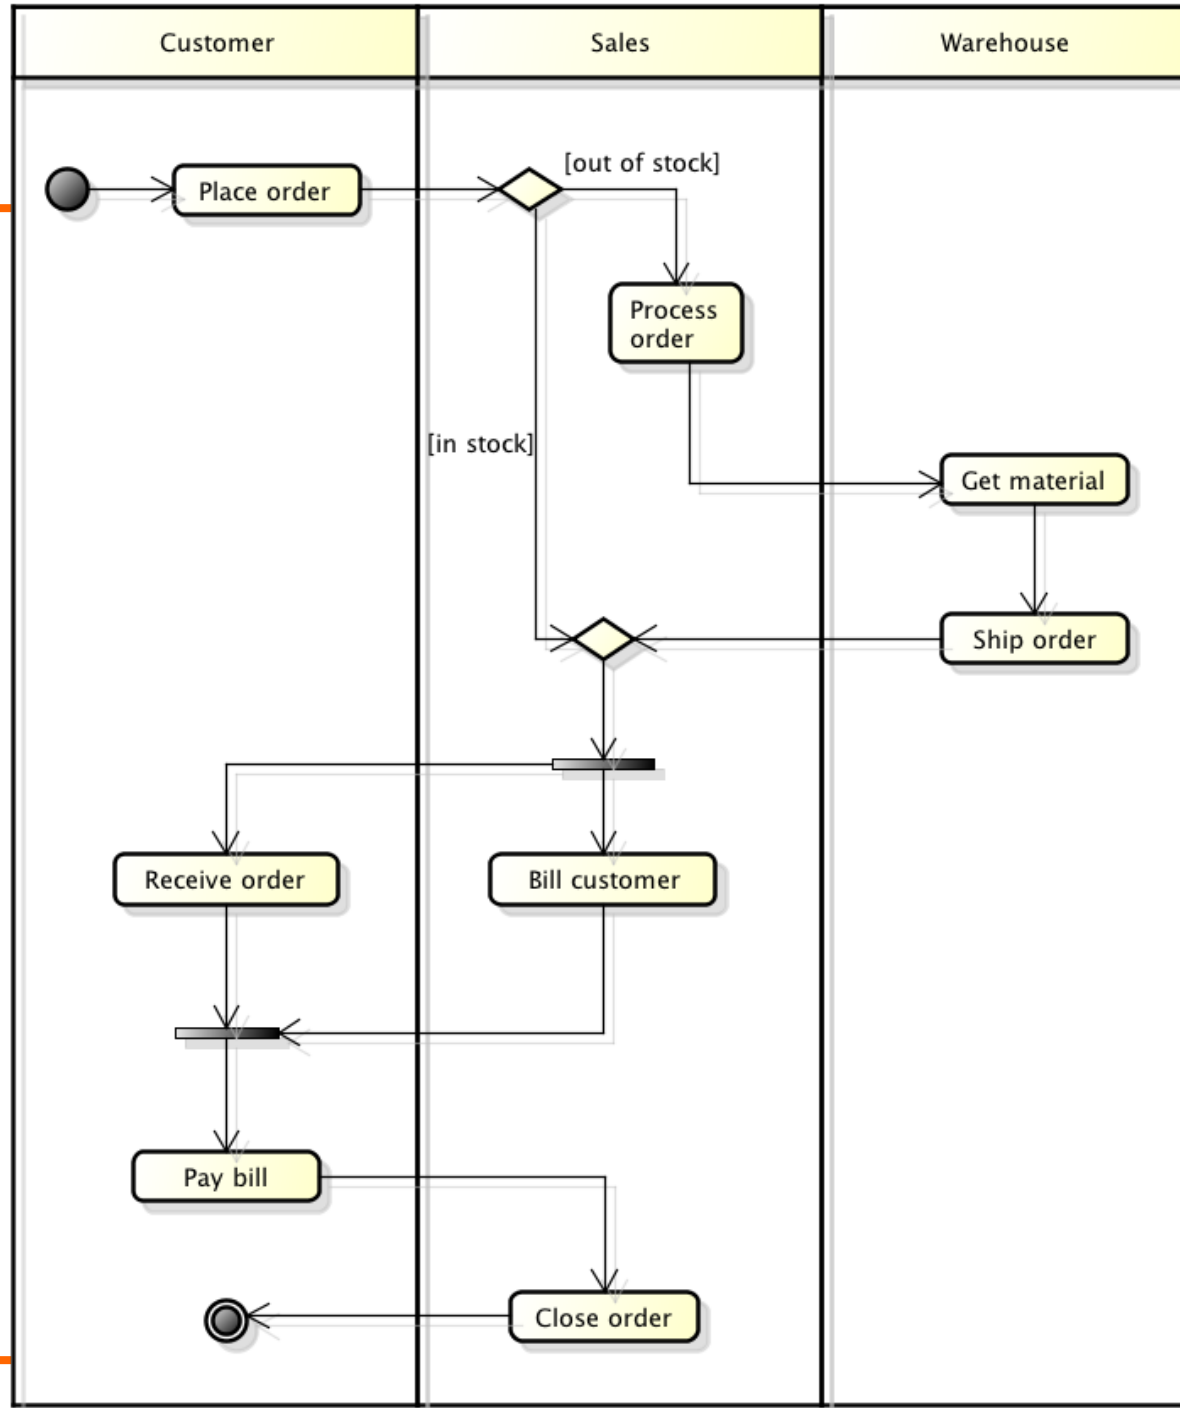 Customer
Sales
Warehouse
[out of stock]
Place order
Process
order
[in stock]
Get material
Ship order
Receive order
Bill customer
Pay bill
Close order